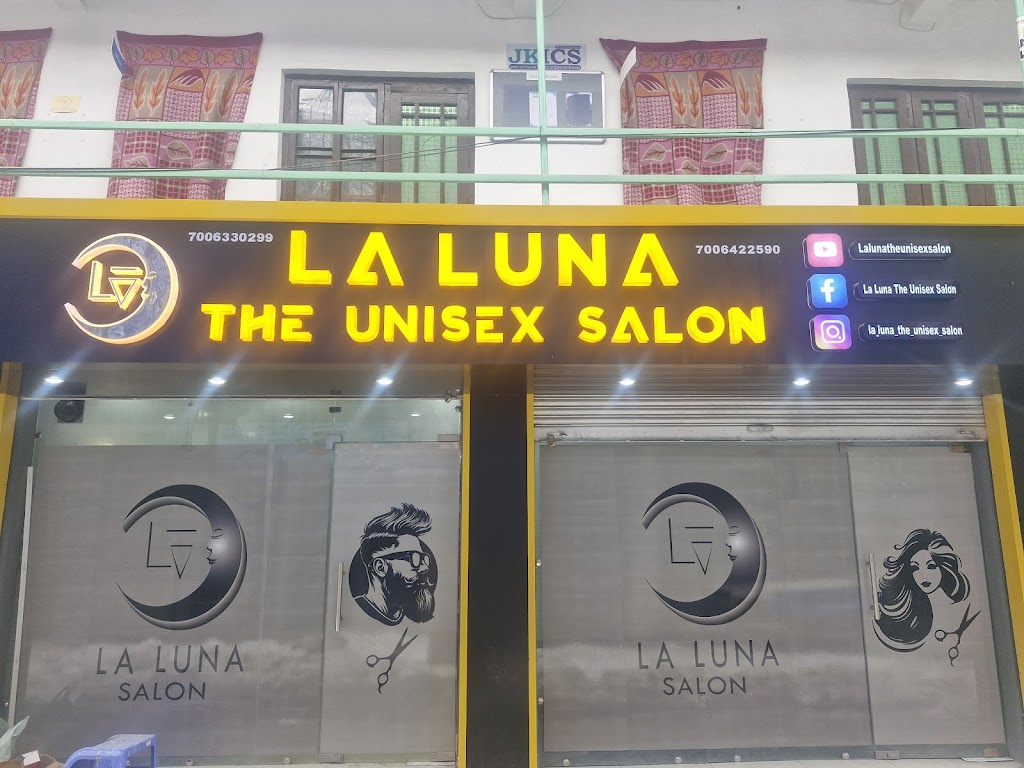 JKICS
7006330299
LA LUNA
7006422590
THE UNISEX SALON
Lalunatheunisexsalon
La Luna The Unisex Salon
la_luna_the_unisex_salon
LA LUNA
SALON
LA LUNA
SALON